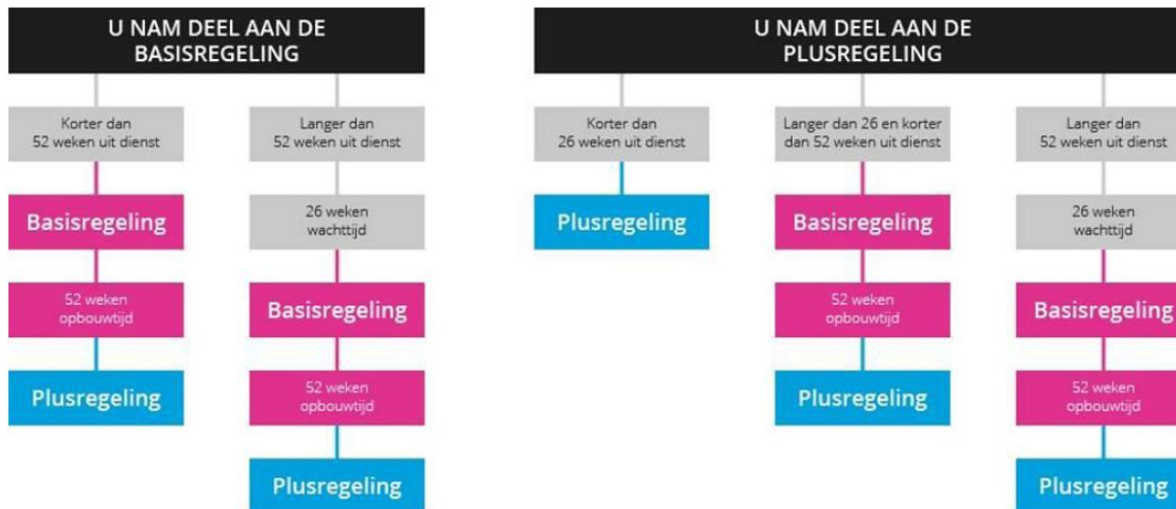 U NAM DEEL AAN DE
BASISREGELING
Korter dan
52 weken uit dienst
Basisregeling
52 weken
opbouwtijd
Plusregeling
Langer dan
52 weken uit dienst
26 weken
wachttijd
Basisregeling
52 weken
opbouwtijd
Plusregeling
U NAM DEEL AAN DE
PLUSREGELING
Korter dan
26 weken uit dienst
Plusregeling
Langer dan 26 en korter
dan 52 weken uit dienst
Basisregeling
52 weken
opbouwtijd
Plusregeling
Langer dan
52 weken uit dienst
26 weken
wachttijd
Basisregeling
52 weken
opbouwtijd
Plusregeling